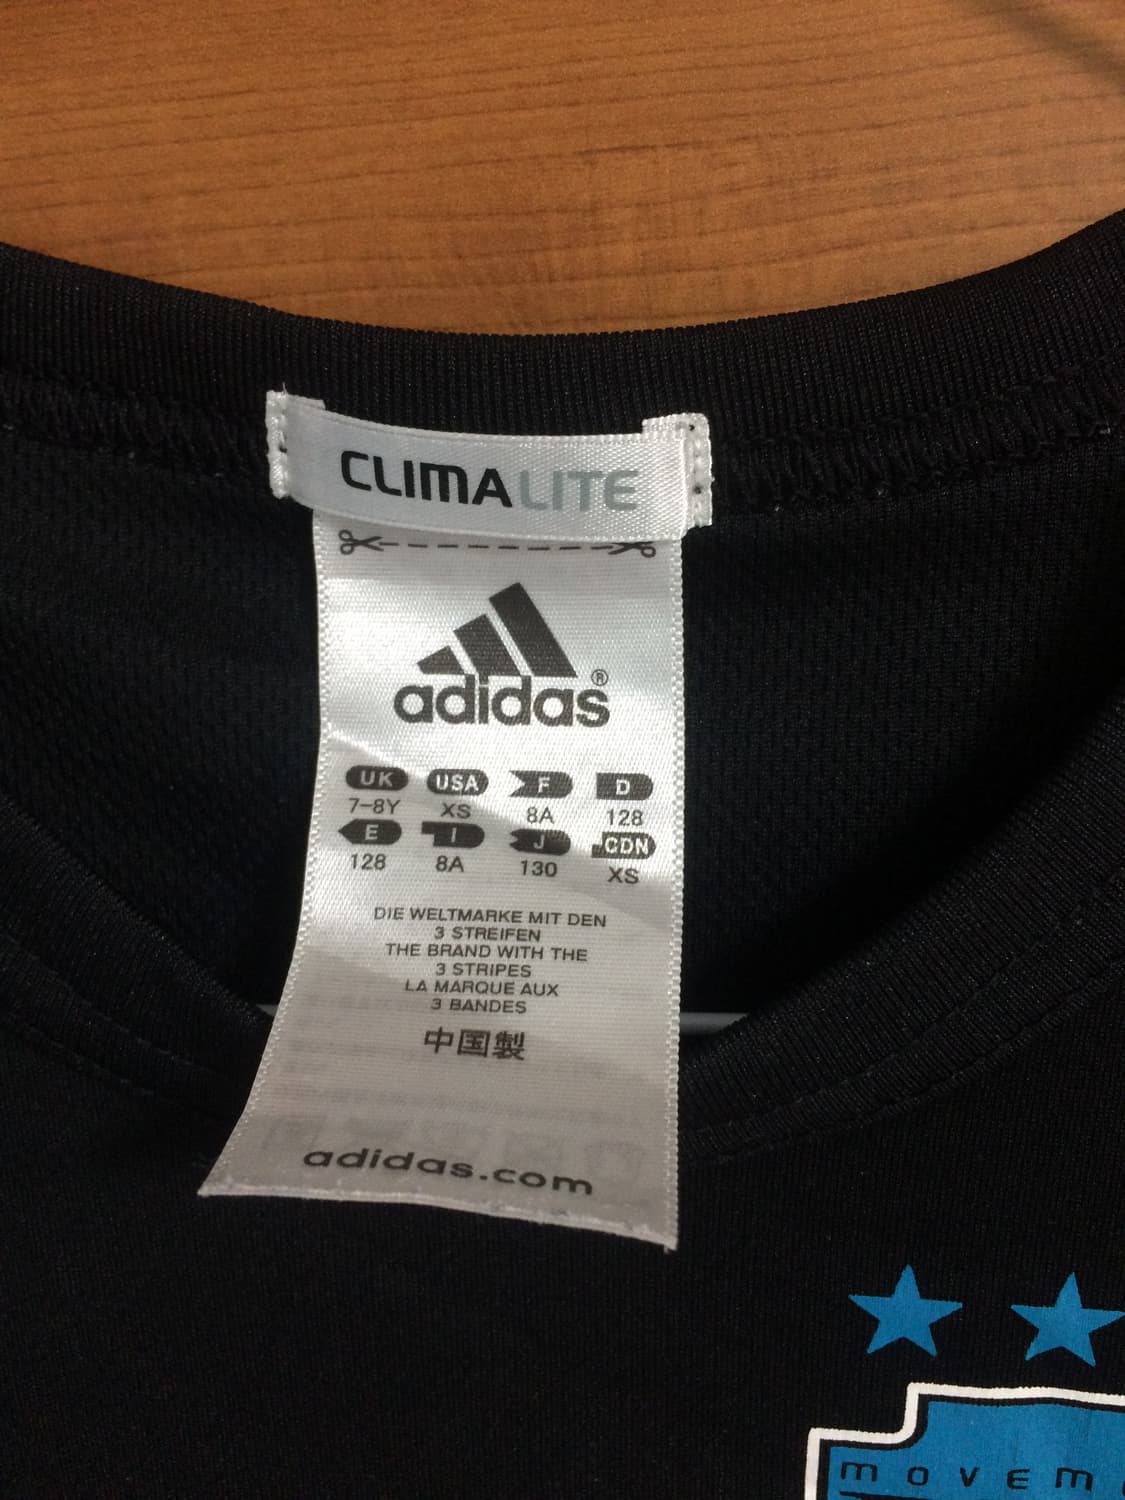 CLIMALITE
adidas®
UK USA F D
7-8Y XS 8A 128
E I J CDN
128 8A 130 XS
DIE WELTMARKE MIT DEN
3 STREIFEN
THE BRAND WITH THE
3 STRIPES
LA MARQUE AUX
3 BANDES
中国製
adidas.com